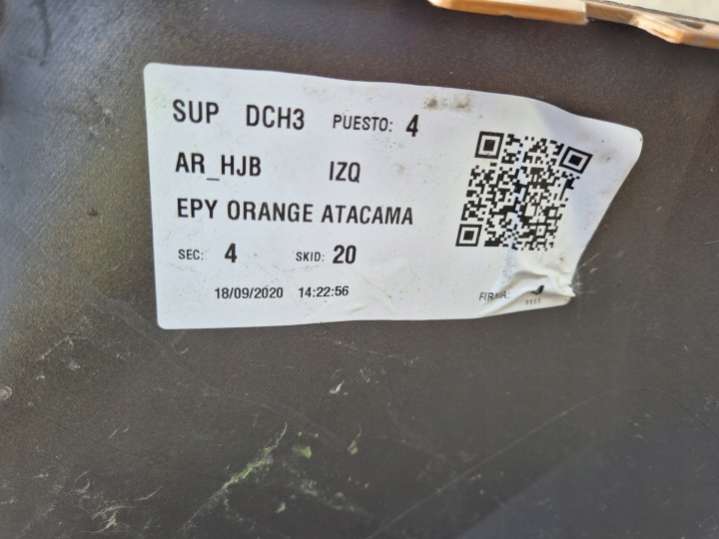 SUP DCH3 PUESTO: 4
AR_HJB IZQ
EPY ORANGE ATACAMA
SEC: 4 SKID: 20
18/09/2020 14:22:56